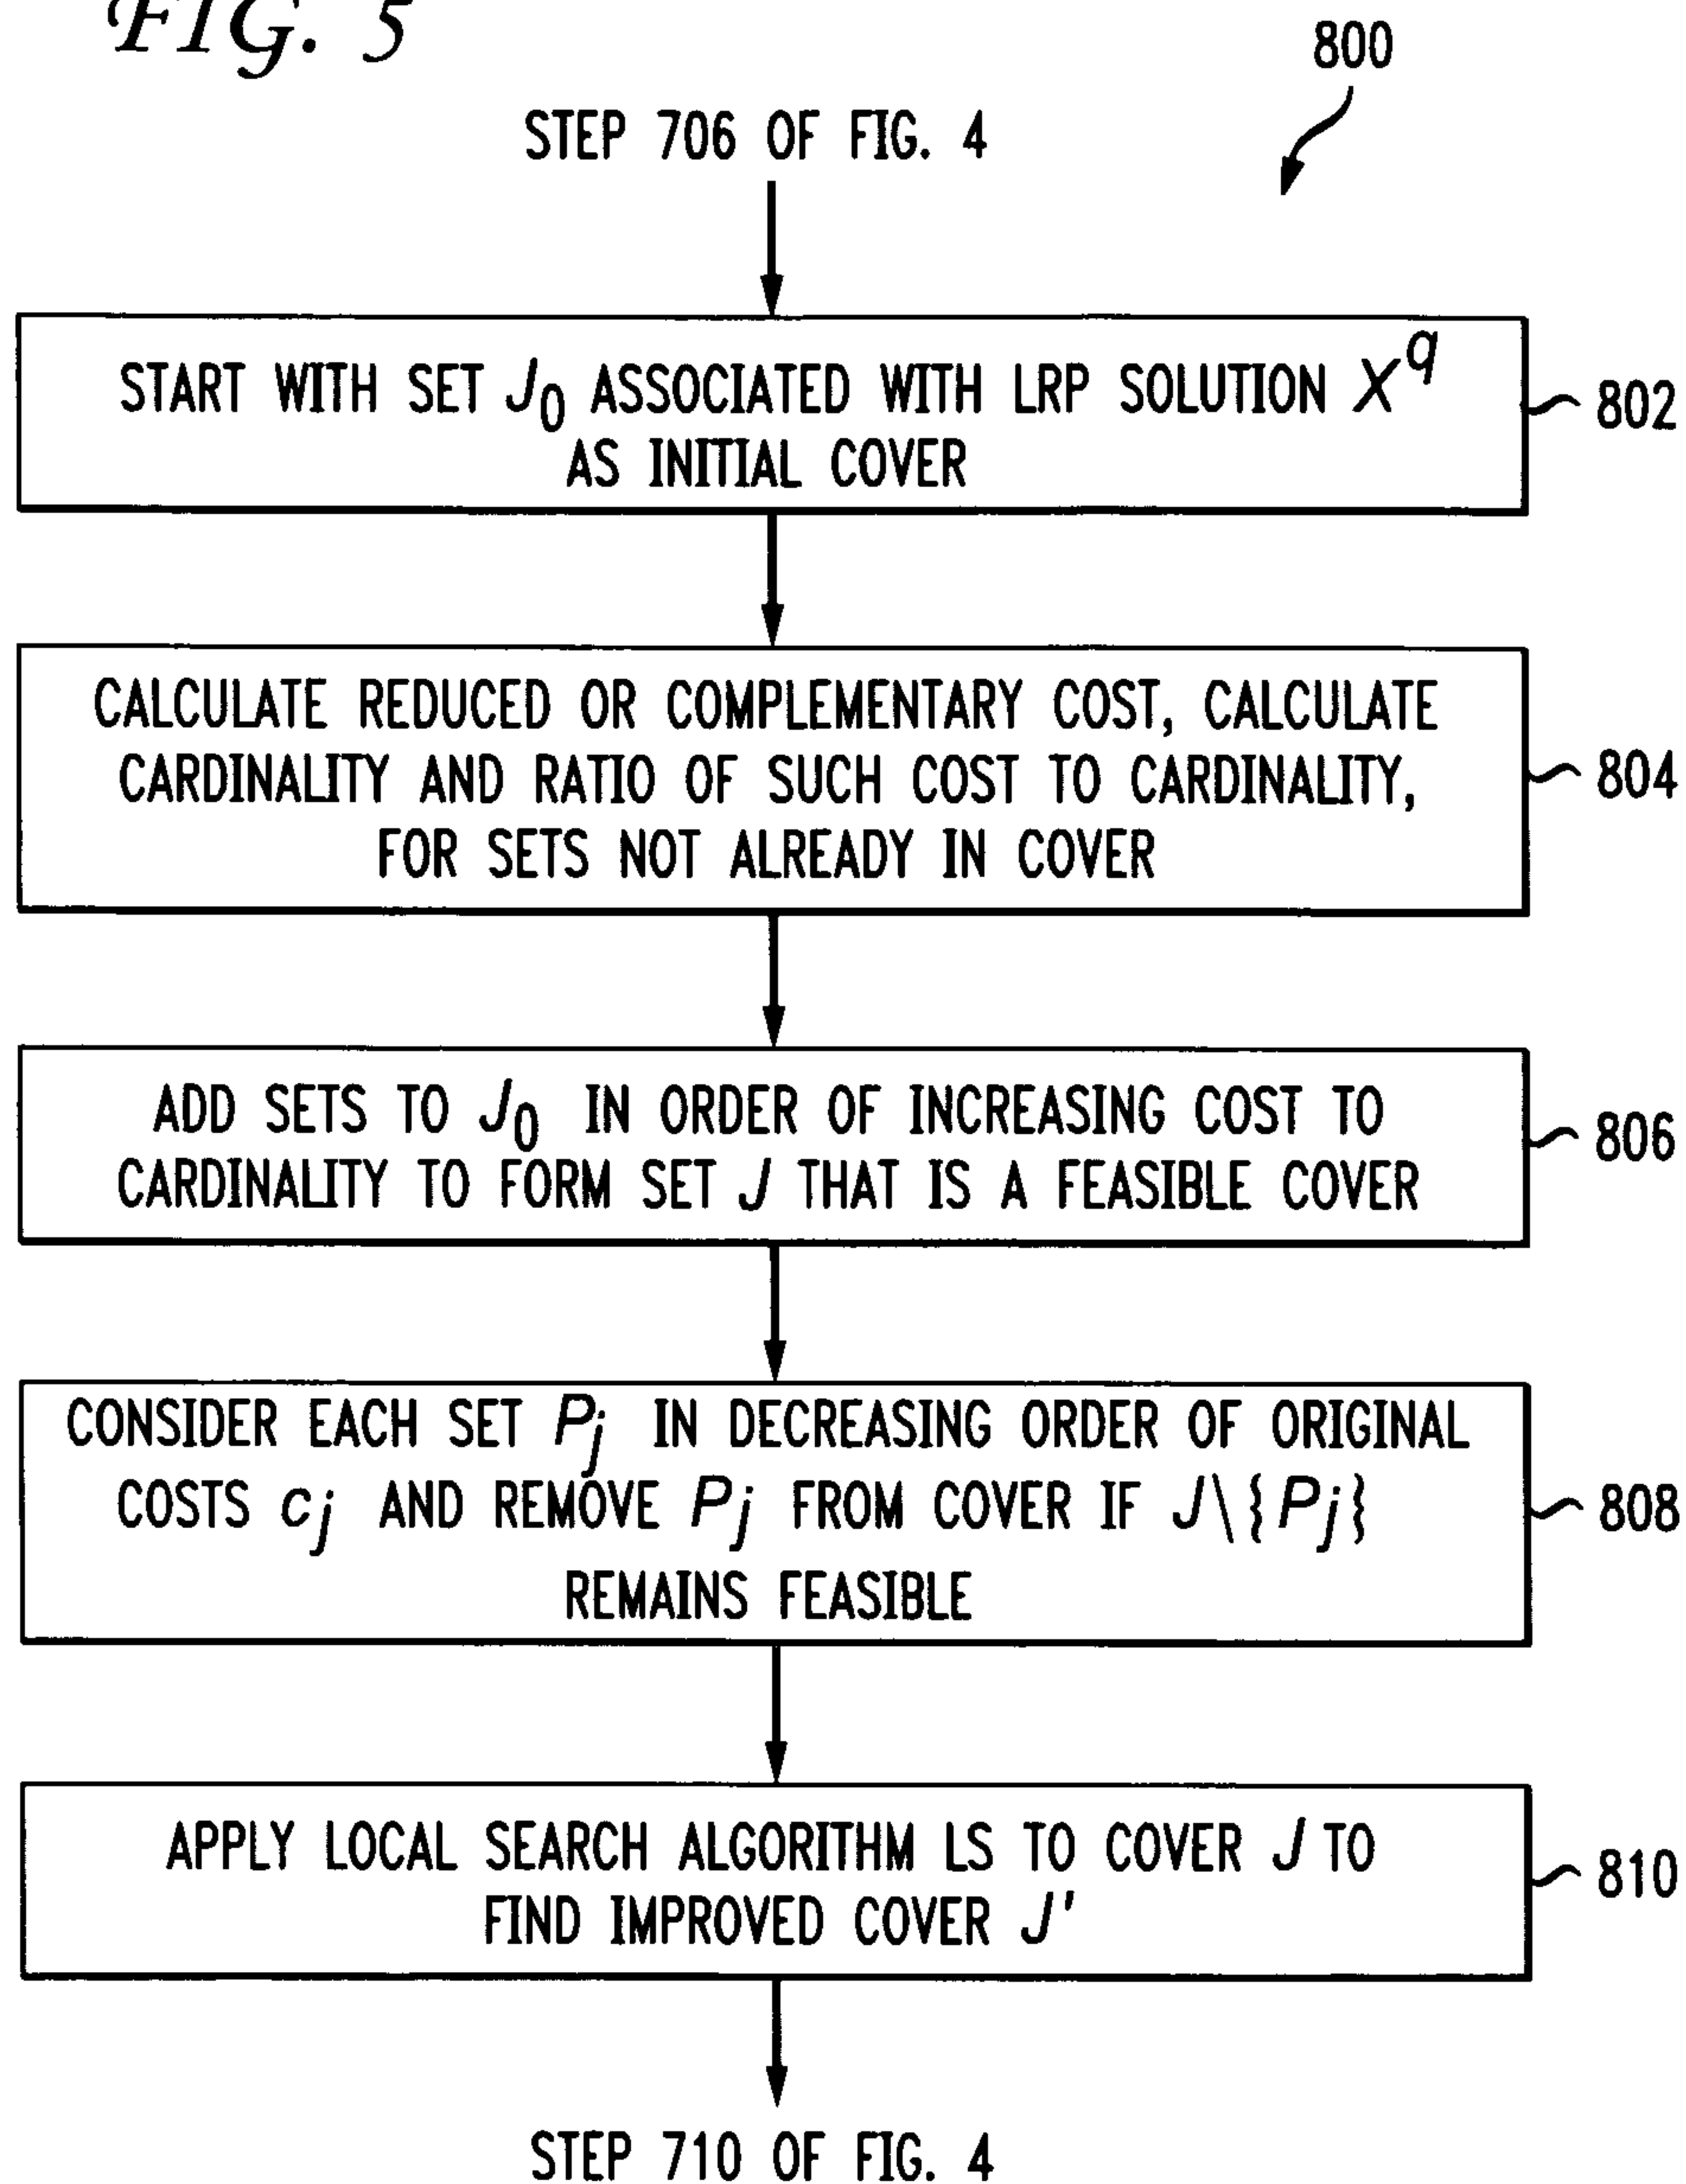 FIG. 5
800
STEP 706 OF FIG. 4
START WITH SET J0 ASSOCIATED WITH LRP SOLUTION X^q
AS INITIAL COVER
802
CALCULATE REDUCED OR COMPLEMENTARY COST, CALCULATE
CARDINALITY AND RATIO OF SUCH COST TO CARDINALITY,
FOR SETS NOT ALREADY IN COVER
804
ADD SETS TO J0 IN ORDER OF INCREASING COST TO
CARDINALITY TO FORM SET J THAT IS A FEASIBLE COVER
806
CONSIDER EACH SET Pj IN DECREASING ORDER OF ORIGINAL
COSTS cj AND REMOVE Pj FROM COVER IF J\{Pj}
REMAINS FEASIBLE
808
APPLY LOCAL SEARCH ALGORITHM LS TO COVER J TO
FIND IMPROVED COVER J'
810
STEP 710 OF FIG. 4